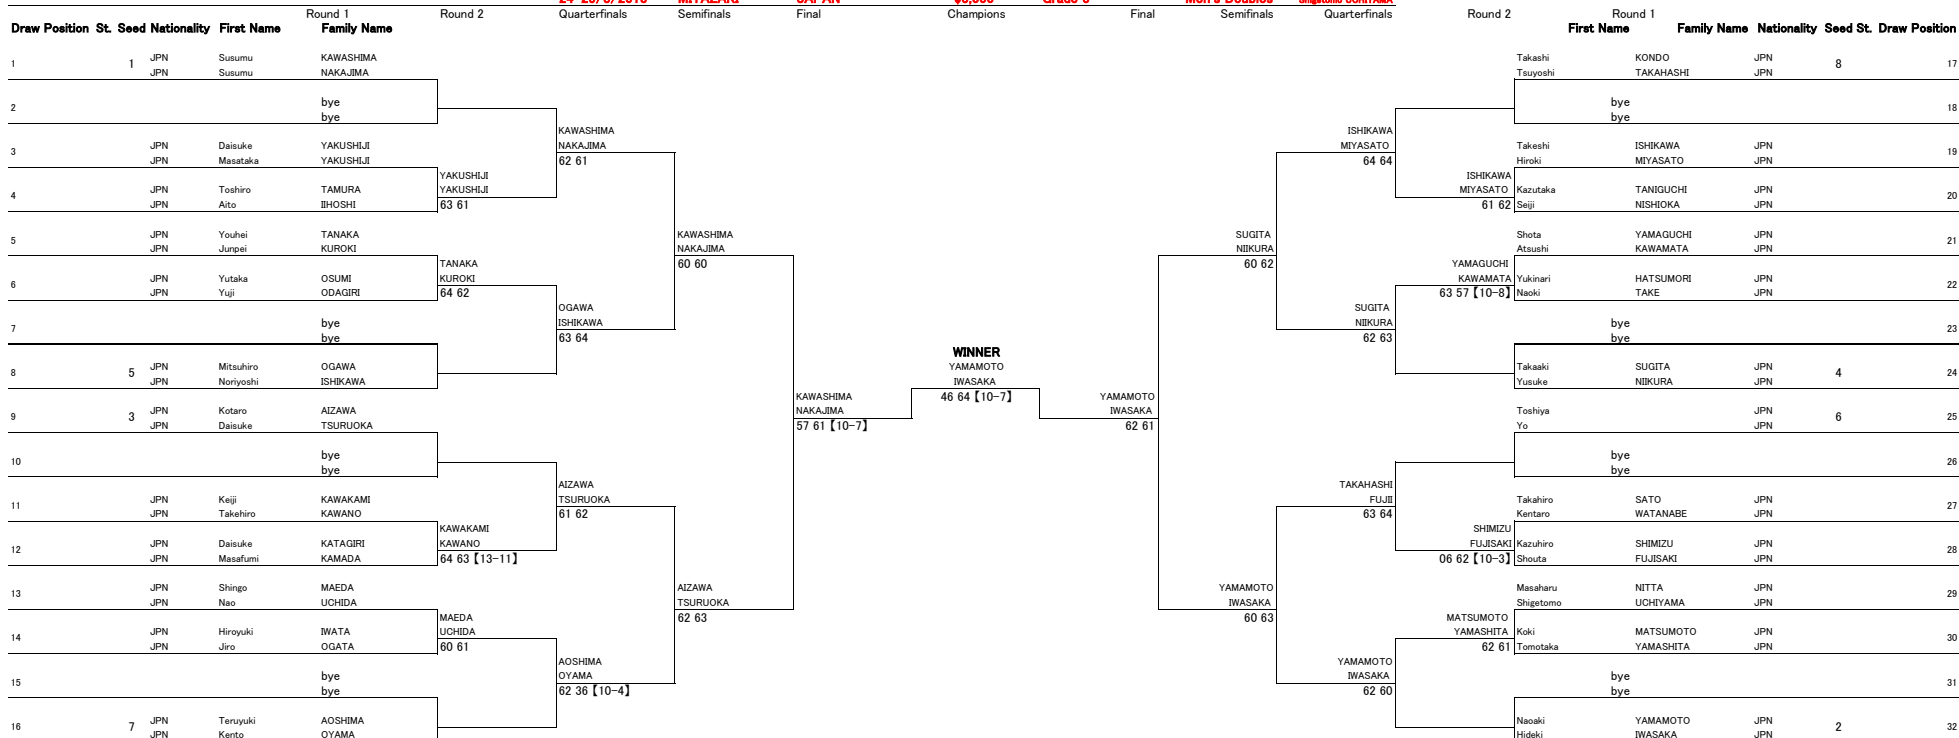 24-26/8/2018 MIYAZAKI JAPAN $3,000 Grade Men's Doubles Shigetomo UCHIYAMA
Round 1 Round 2 Quarterfinals Semifinals Final Champions Final Semifinals Quarterfinals Round 2 Round 1
Draw Position St. Seed Nationality First Name Family Name First Name Family Name Nationality Seed St. Draw Position
1 1 JPN Susumu KAWASHIMA
JPN Susumu NAKAJIMA
2 bye
bye
3 JPN Daisuke YAKUSHIJI
JPN Masataka YAKUSHIJI
4 JPN Toshiro TAMURA
JPN Aito IIHOSHI
5 JPN Youhei TANAKA
JPN Junpei KUROKI
6 JPN Yutaka OSUMI
JPN Yuji ODAGIRI
7 bye
bye
8 5 JPN Mitsuhiro OGAWA
JPN Noriyoshi ISHIKAWA
9 3 JPN Kotaro AIZAWA
JPN Daisuke TSURUOKA
10 bye
bye
11 JPN Keiji KAWAKAMI
JPN Takehiro KAWANO
12 JPN Daisuke KATAGIRI
JPN Masafumi KAMADA
13 JPN Shingo MAEDA
JPN Nao UCHIDA
14 JPN Hiroyuki IWATA
JPN Jiro OGATA
15 bye
bye
16 7 JPN Teruyuki AOSHIMA
JPN Kento OYAMA
YAKUSHIJI
YAKUSHIJI
63 61
TANAKA
KUROKI
64 62
KAWAKAMI
KAWANO
64 63【13-11】
MAEDA
UCHIDA
60 61
KAWASHIMA
NAKAJIMA
62 61
OGAWA
ISHIKAWA
63 64
AIZAWA
TSURUOKA
61 62
AOSHIMA
OYAMA
62 36【10-4】
KAWASHIMA
NAKAJIMA
60 60
AIZAWA
TSURUOKA
62 63
KAWASHIMA
NAKAJIMA
57 61【10-7】
WINNER
YAMAMOTO
IWASAKA
46 64【10-7】
YAMAMOTO
IWASAKA
62 61
SUGITA
NIIKURA
60 62
YAMAMOTO
IWASAKA
60 63
ISHIKAWA
MIYASATO
64 64
SUGITA
NIIKURA
62 63
TAKAHASHI
FUJII
63 64
YAMAMOTO
IWASAKA
62 60
ISHIKAWA
MIYASATO
61 62
YAMAGUCHI
KAWAMATA
63 57【10-8】
SHIMIZU
FUJISAKI
06 62【10-3】
MATSUMOTO
YAMASHITA
62 61
Takashi KONDO JPN 8 17
Tsuyoshi TAKAHASHI JPN
bye 18
bye
Takeshi ISHIKAWA JPN 19
Hiroki MIYASATO JPN
Kazutaka TANIGUCHI JPN 20
Seiji NISHIOKA JPN
Shota YAMAGUCHI JPN 21
Atsushi KAWAMATA JPN
Yukinari HATSUMORI JPN 22
Naoki TAKE JPN
bye 23
bye
Takaaki SUGITA JPN 4 24
Yusuke NIIKURA JPN
Toshiya JPN 6 25
Yo JPN
bye 26
bye
Takahiro SATO JPN 27
Kentaro WATANABE JPN
Kazuhiro SHIMIZU JPN 28
Shouta FUJISAKI JPN
Masaharu NITTA JPN 29
Shigetomo UCHIYAMA JPN
Koki MATSUMOTO JPN 30
Tomotaka YAMASHITA JPN
bye 31
bye
Naoaki YAMAMOTO JPN 2 32
Hideki IWASAKA JPN